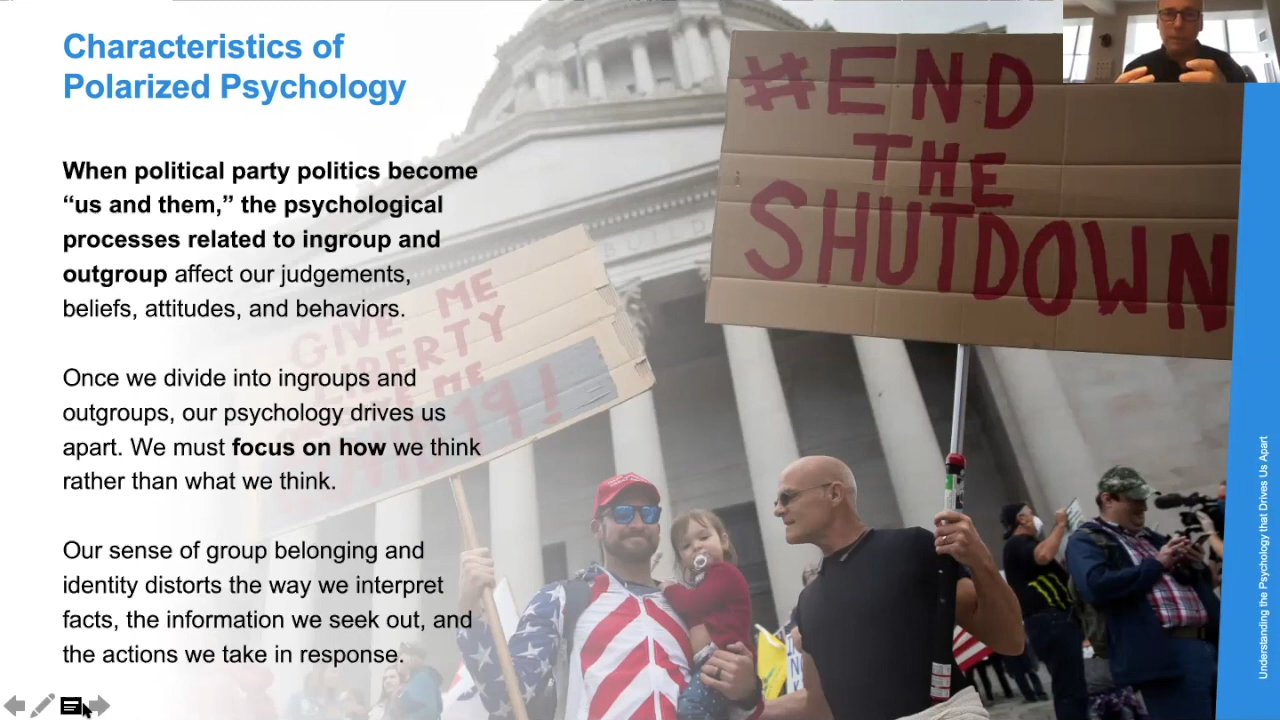 Characteristics of
Polarized Psychology
When political party politics become
“us and them,” the psychological
processes related to ingroup and
outgroup affect our judgements,
beliefs, attitudes, and behaviors.
Once we divide into ingroups and
outgroups, our psychology drives us
apart. We must focus on how we think
rather than what we think.
Our sense of group belonging and
identity distorts the way we interpret
facts, the information we seek out, and
the actions we take in response.
GIVE ME
LIBERTY
ME
#END
THE
SHUTDOWN
Understanding the Psychology that Drives Us Apart